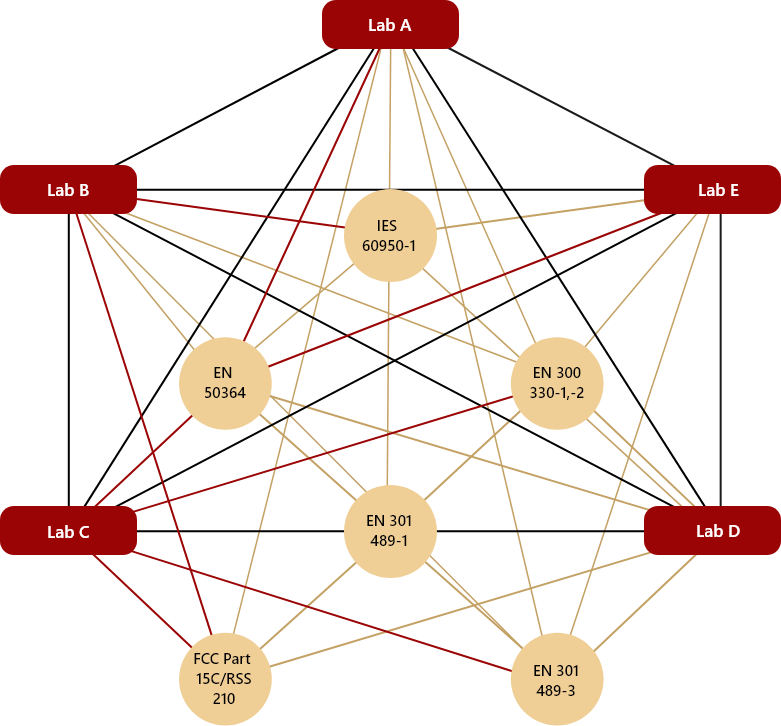 Lab A
Lab B
Lab E
IES
60950-1
EN
50364
EN 300
330-1,-2
Lab C
EN 301
489-1
Lab D
FCC Part
15C/RSS
210
EN 301
489-3